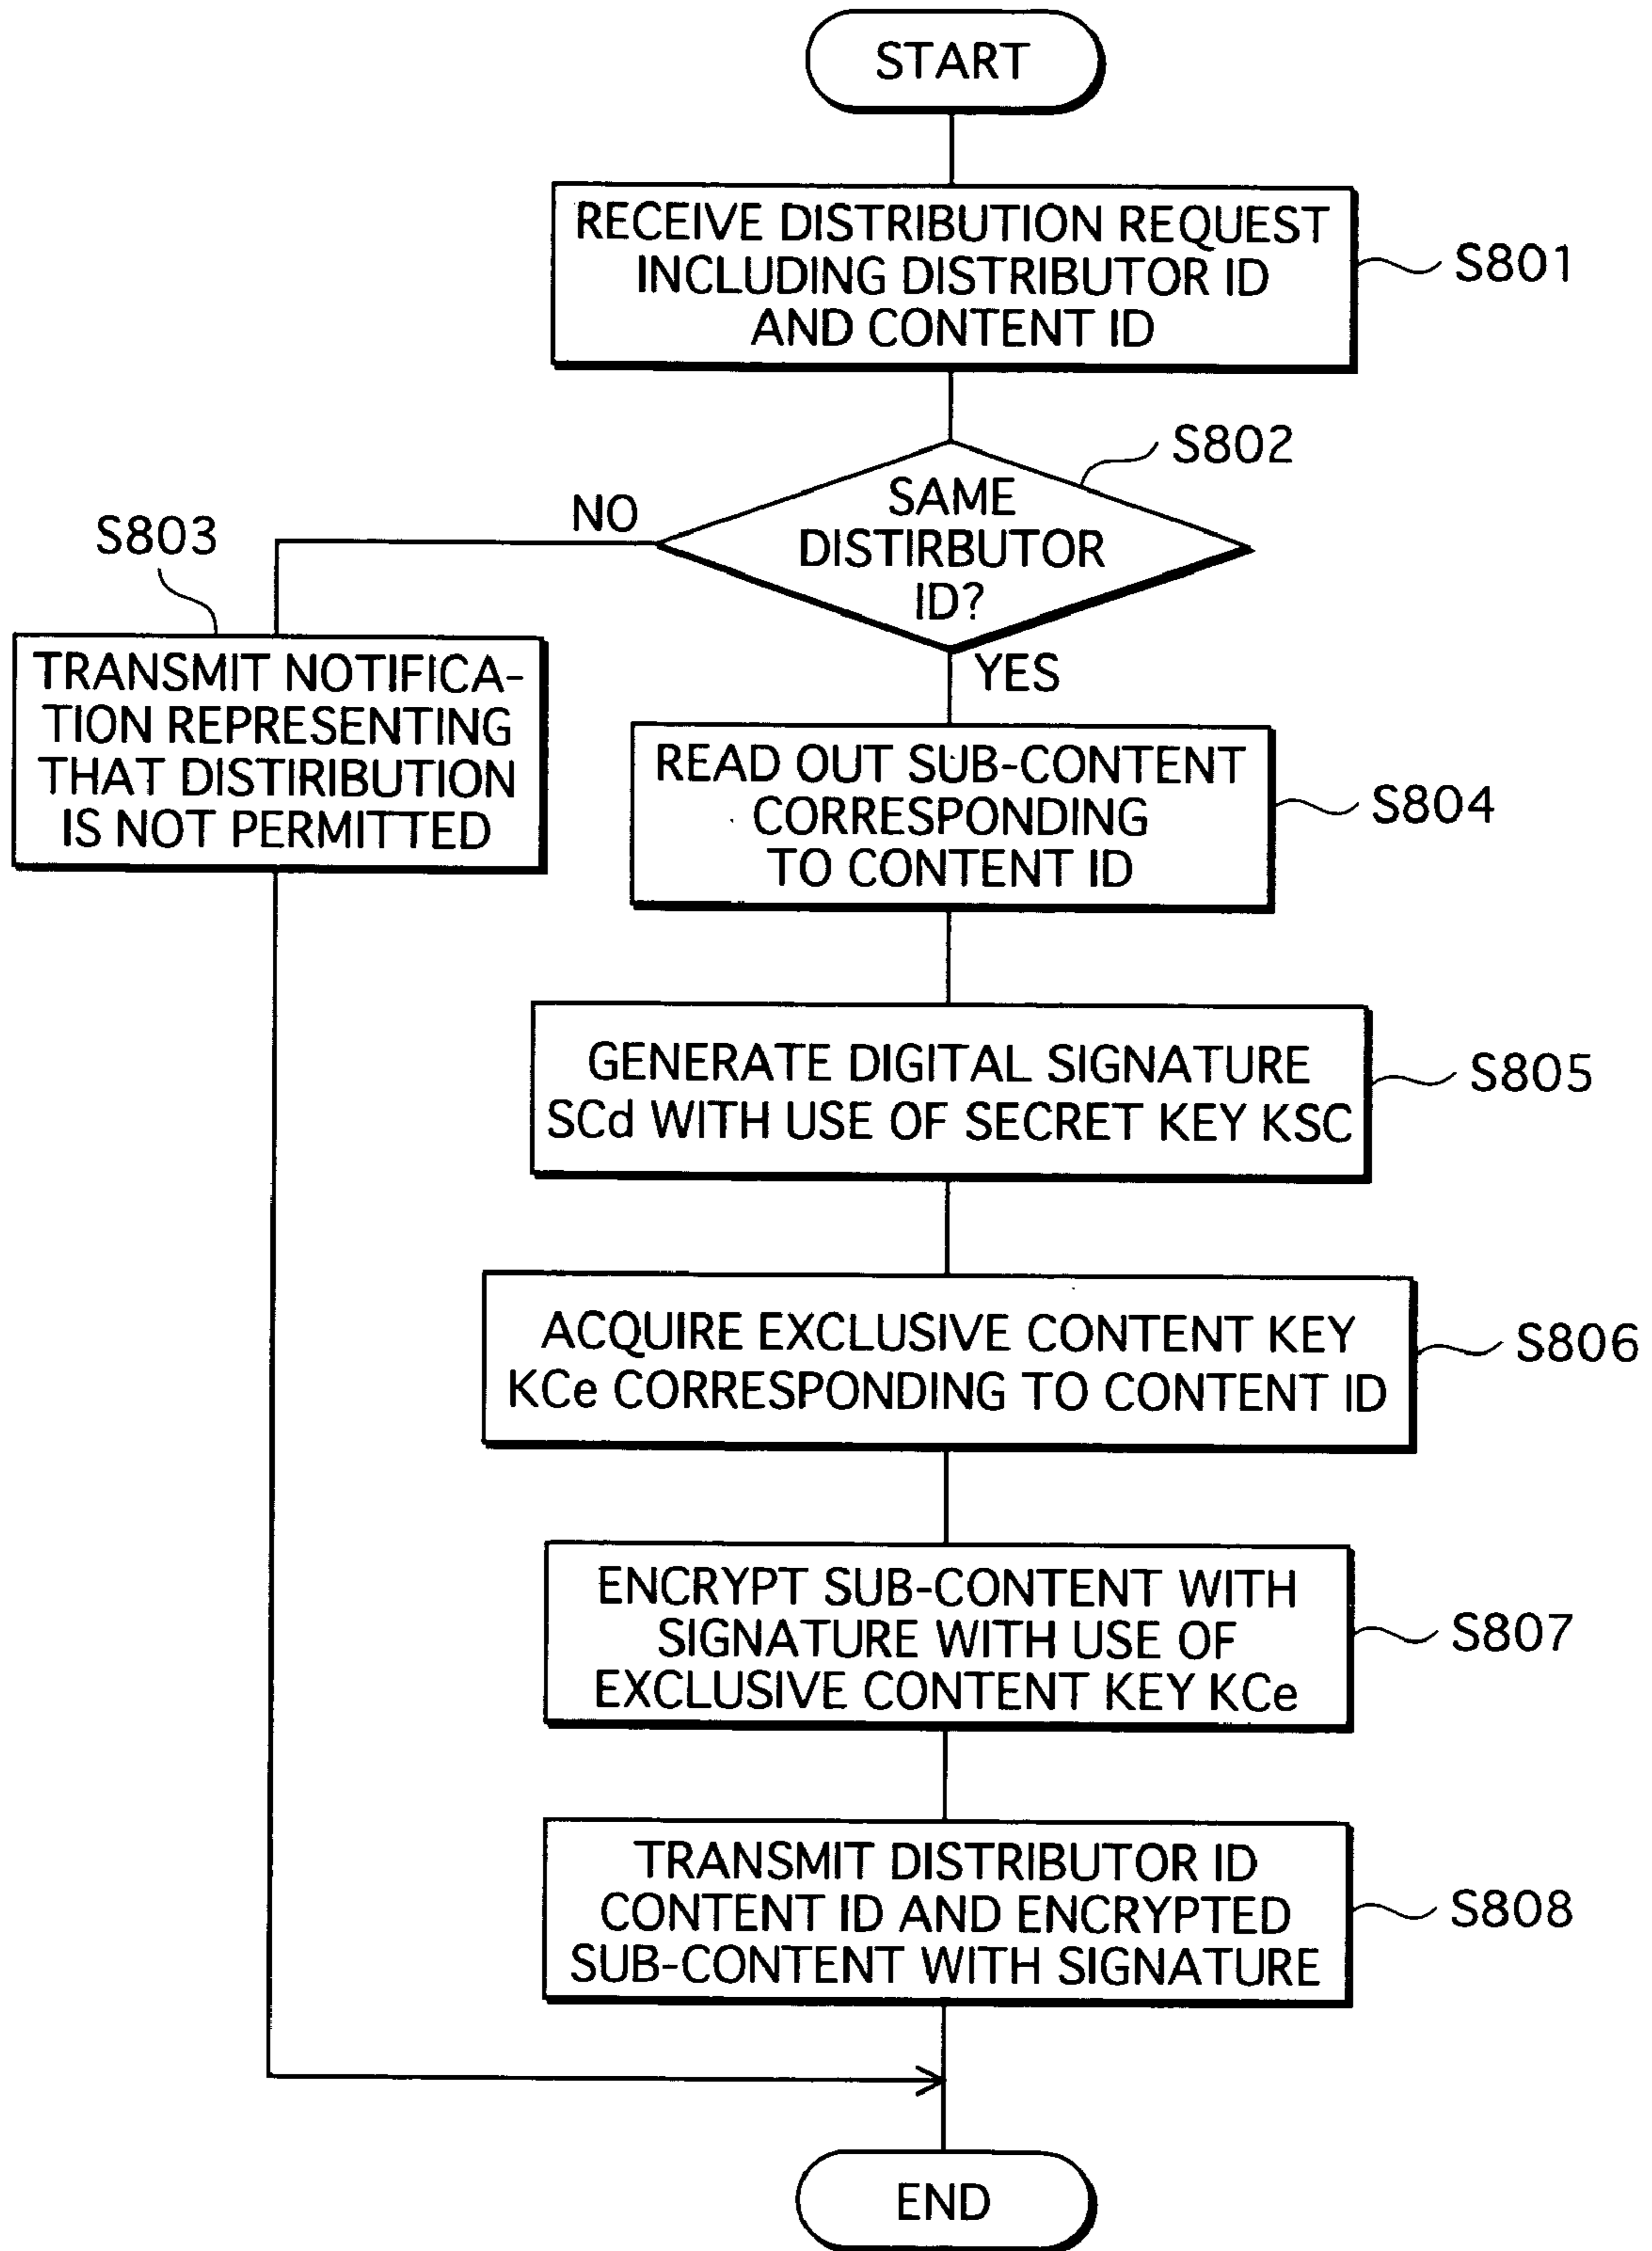 START
RECEIVE DISTRIBUTION REQUEST
INCLUDING DISTRIBUTOR ID
AND CONTENT ID
S801
S802
SAME
DISTIRBUTOR
ID?
NO
YES
S803
TRANSMIT NOTIFICA-
TION REPRESENTING
THAT DISTIRIBUTION
IS NOT PERMITTED
READ OUT SUB-CONTENT
CORRESPONDING
TO CONTENT ID
S804
GENERATE DIGITAL SIGNATURE
SCd WITH USE OF SECRET KEY KSC
S805
ACQUIRE EXCLUSIVE CONTENT KEY
KCe CORRESPONDING TO CONTENT ID
S806
ENCRYPT SUB-CONTENT WITH
SIGNATURE WITH USE OF
EXCLUSIVE CONTENT KEY KCe
S807
TRANSMIT DISTRIBUTOR ID
CONTENT ID AND ENCRYPTED
SUB-CONTENT WITH SIGNATURE
S808
END